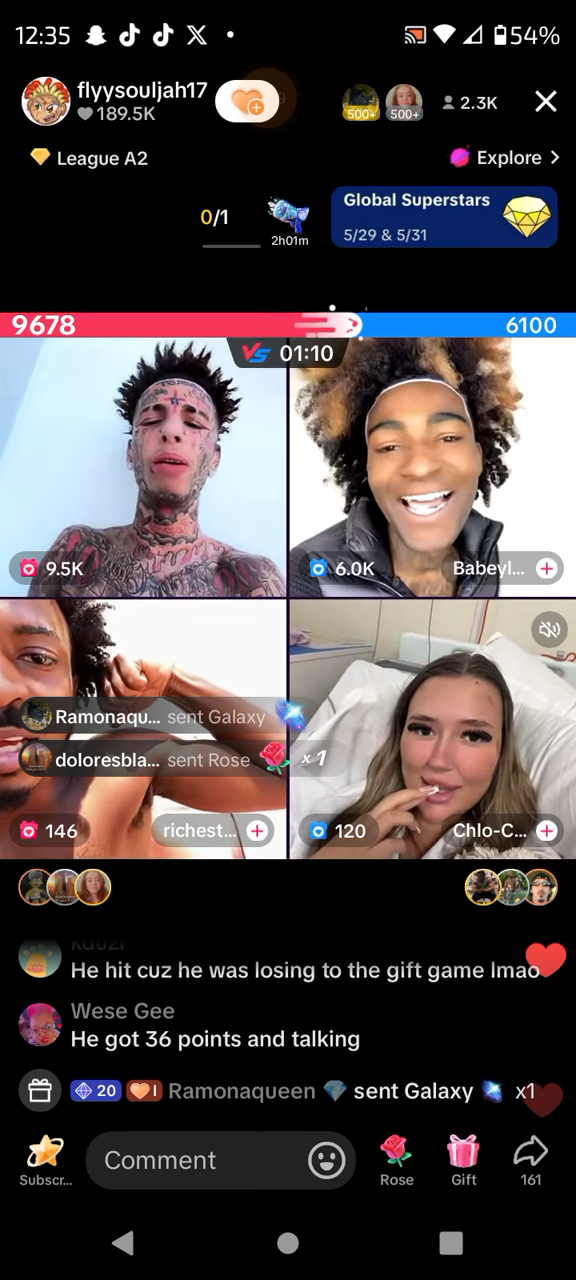 12:35
54%
flyysouljah17
189.5K
500+
500+
2.3K
League A2
Explore >
0/1
2h01m
Global Superstars
5/29 & 5/31
9678
6100
VS 01:10
9.5K
6.0K
Babeyl...
Ramonaqu... sent Galaxy
doloresbla... sent Rose x1
146
richest...
120
Chlo-C...
He hit cuz he was losing to the gift game lmao
Wese Gee
He got 36 points and talking
20 I Ramonaqueen sent Galaxy x1
Subscr...
Comment
Rose
Gift
161